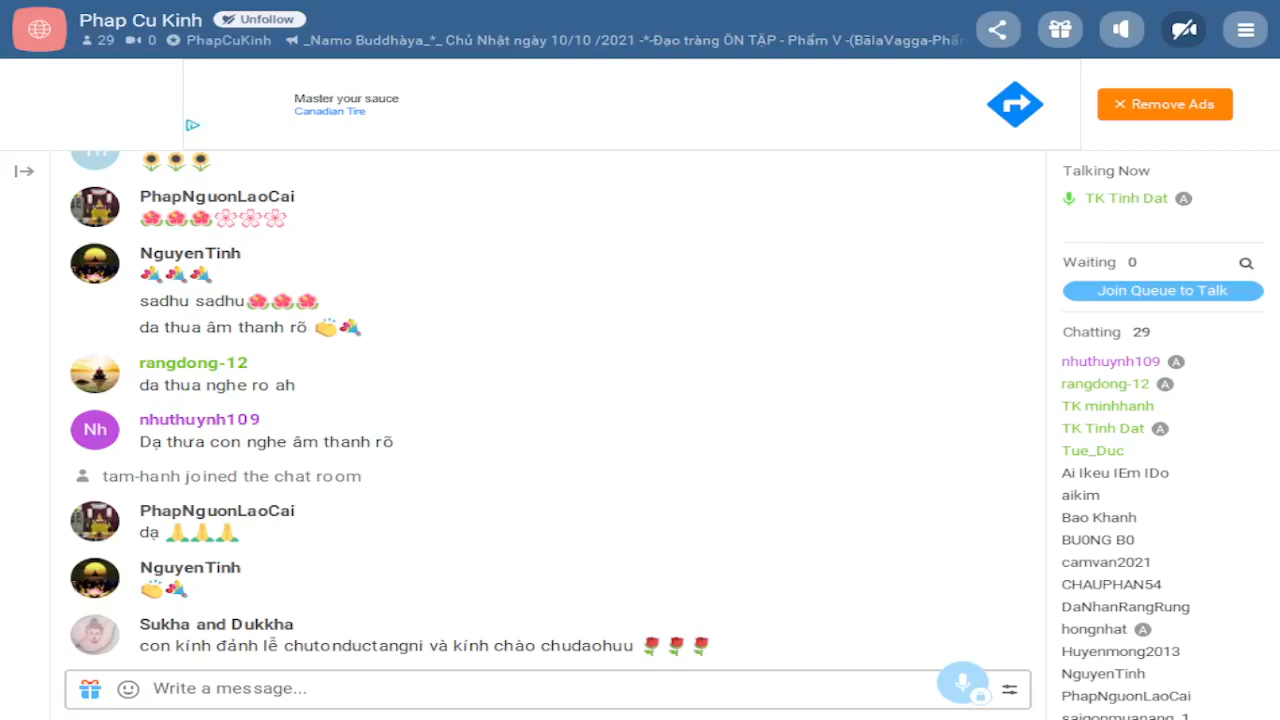 Phap Cu Kinh Unfollow
29 0 PhapCuKinh _Namo Buddhàya_*_ Chủ Nhật ngày 10/10 /2021 -*-Đạo tràng ÔN TẬP - Phẩm V -(BālaVagga-Phẩm
Master your sauce
Canadian Tire
Remove Ads
PhapNguonLaoCai
NguyenTinh
sadhu sadhu
da thua âm thanh rõ
rangdong-12
da thua nghe ro ah
Nh
nhuthuynh109
Dạ thưa con nghe âm thanh rõ
tam-hanh joined the chat room
PhapNguonLaoCai
dạ
NguyenTinh
Sukha and Dukkha
con kính đảnh lễ chutonductangni và kính chào chudaohuu
Write a message...
Talking Now
TK Tinh Dat A
Waiting 0
Join Queue to Talk
Chatting 29
nhuthuynh109 A
rangdong-12 A
TK minhhanh
TK Tinh Dat A
Tue_Duc
Ai Ikeu IEm IDo
aikim
Bao Khanh
BU0NG B0
camvan2021
CHAUPHAN54
DaNhanRangRung
hongnhat A
Huyenmong2013
NguyenTinh
PhapNguonLaoCai
saigonmuanang_1